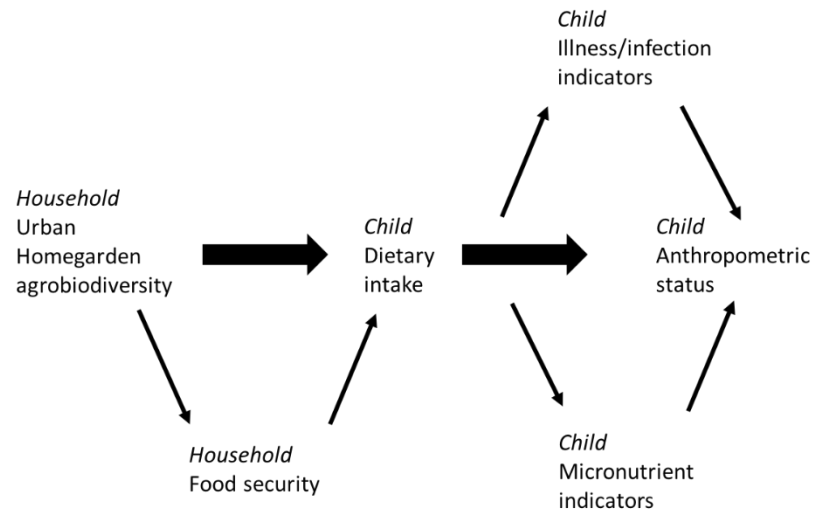 Child
Illness/infection
indicators
Household
Urban
Homegarden
agrobiodiversity
Child
Dietary
intake
Child
Anthropometric
status
Household
Food security
Child
Micronutrient
indicators